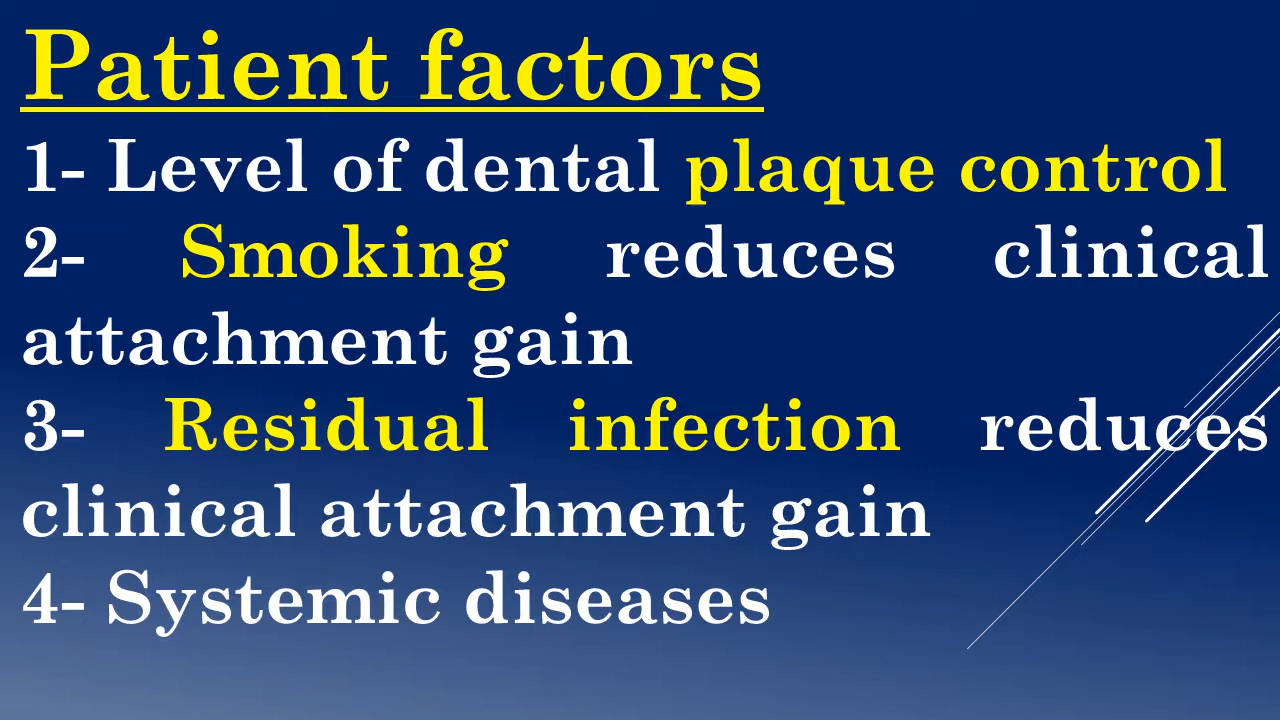 Patient factors
1- Level of dental plaque control
2- Smoking reduces clinical
attachment gain
3- Residual infection reduces
clinical attachment gain
4- Systemic diseases